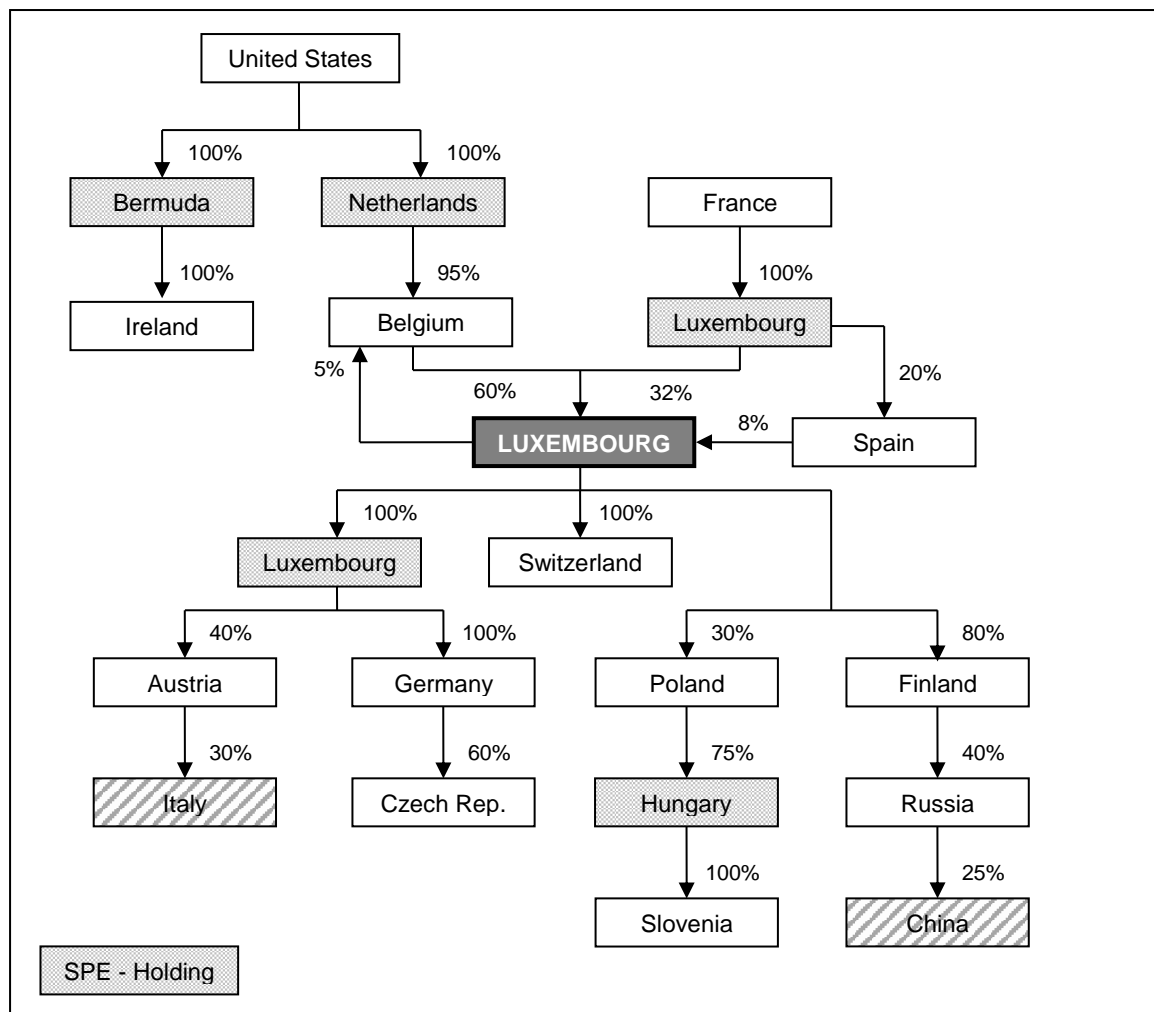 United States
100%
100%
Bermuda
Netherlands
France
100%
95%
100%
Ireland
Belgium
Luxembourg
5%
60%
32%
20%
8%
LUXEMBOURG
Spain
100%
100%
Luxembourg
Switzerland
40%
100%
30%
80%
Austria
Germany
Poland
Finland
30%
60%
75%
40%
Italy
Czech Rep.
Hungary
Russia
100%
25%
Slovenia
China
SPE - Holding